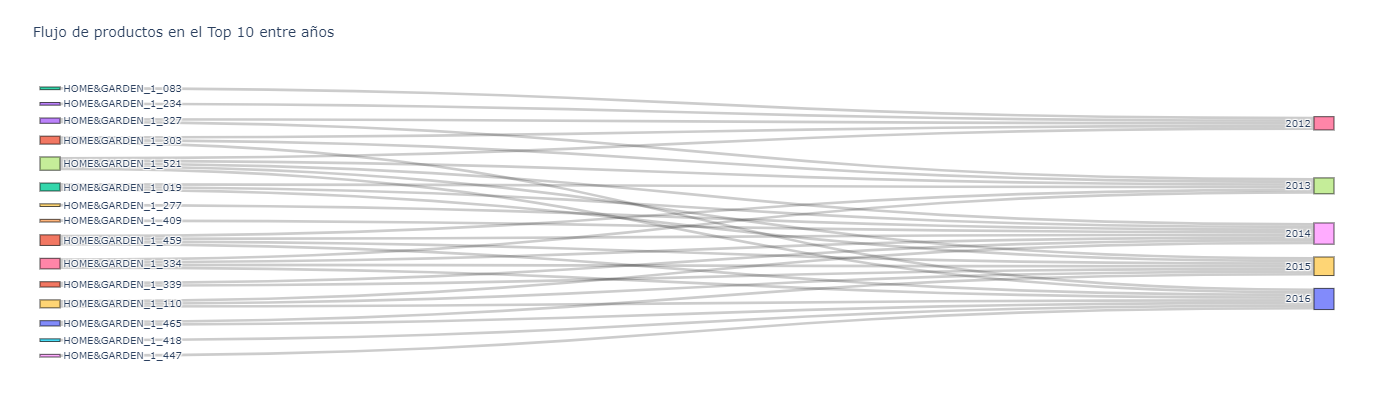 Flujo de productos en el Top 10 entre años
HOME&GARDEN_1_083
HOME&GARDEN_1_234
HOME&GARDEN_1_327
HOME&GARDEN_1_303
HOME&GARDEN_1_521
HOME&GARDEN_1_019
HOME&GARDEN_1_277
HOME&GARDEN_1_409
HOME&GARDEN_1_459
HOME&GARDEN_1_334
HOME&GARDEN_1_339
HOME&GARDEN_1_110
HOME&GARDEN_1_465
HOME&GARDEN_1_418
HOME&GARDEN_1_447
2012
2013
2014
2015
2016